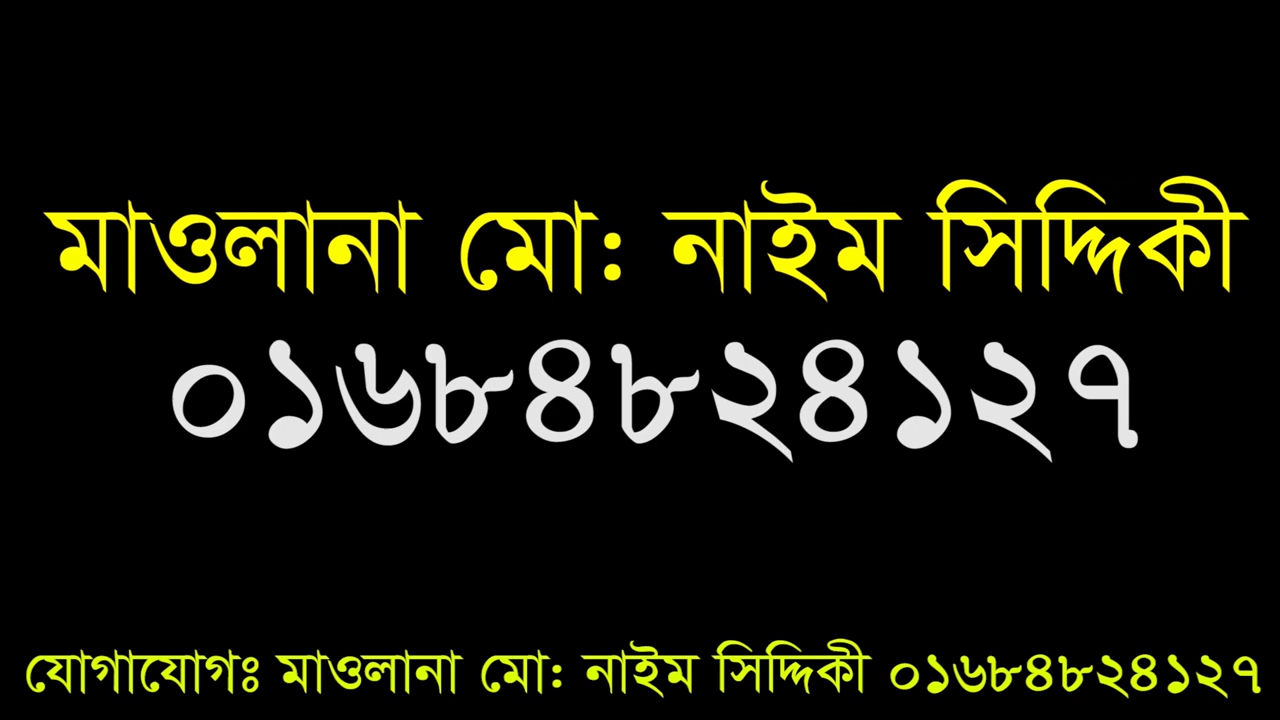 মাওলানা মো: নাইম সিদ্দিকী
০১৬৮৪৮২৪১২৭
যোগাযোগঃ মাওলানা মো: নাইম সিদ্দিকী ০১৬৮৪৮২৪১২৭